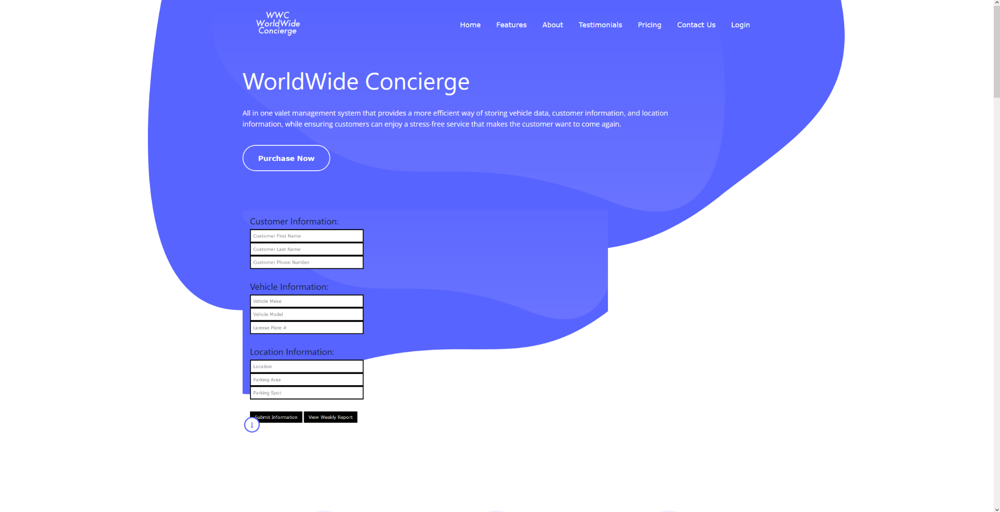 WWC
WorldWide
Concierge
Home Features About Testimonials Pricing Contact Us Login
WorldWide Concierge
All in one valet management system that provides a more efficient way of storing vehicle data, customer information, and location
information, while ensuring customers can enjoy a stress-free service that makes the customer want to come again.
Purchase Now
Customer Information:
Customer First Name
Customer Last Name
Customer Phone Number
Vehicle Information:
Vehicle Make
Vehicle Model
License Plate #
Location Information:
Location
Parking Area
Parking Spot
Submit Information View Weekly Report